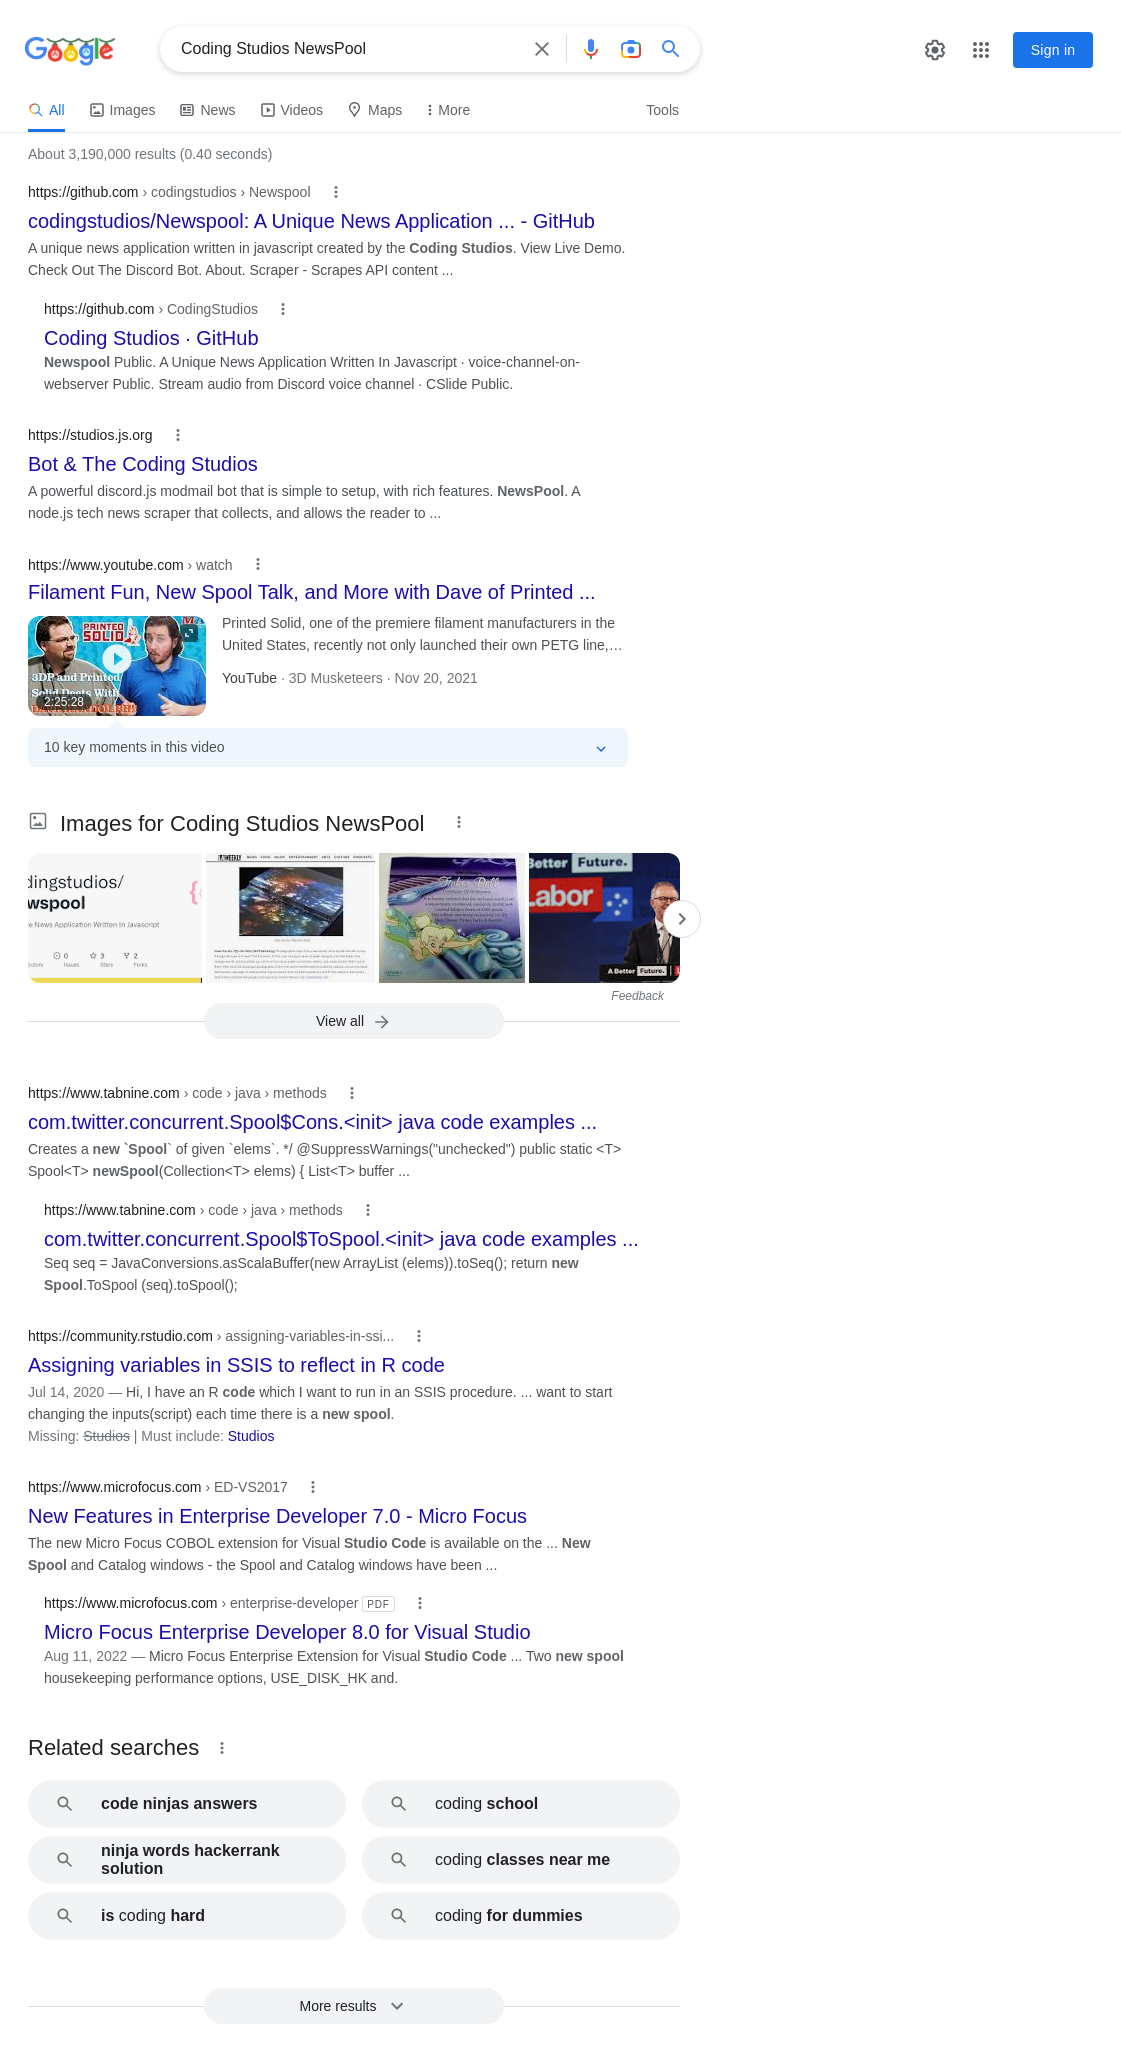 Google
Coding Studios NewsPool
Sign in
All Images News Videos Maps More Tools
About 3,190,000 results (0.40 seconds)
https://github.com › codingstudios › Newspool
codingstudios/Newspool: A Unique News Application ... - GitHub
A unique news application written in javascript created by the Coding Studios. View Live Demo.
Check Out The Discord Bot. About. Scraper - Scrapes API content ...
https://github.com › CodingStudios
Coding Studios · GitHub
Newspool Public. A Unique News Application Written In Javascript · voice-channel-on-
webserver Public. Stream audio from Discord voice channel · CSlide Public.
https://studios.js.org
Bot & The Coding Studios
A powerful discord.js modmail bot that is simple to setup, with rich features. NewsPool. A
node.js tech news scraper that collects, and allows the reader to ...
https://www.youtube.com › watch
Filament Fun, New Spool Talk, and More with Dave of Printed ...
PRINTED
SOLID
3DP and Printed
Solid Deets With
2:25:28
Printed Solid, one of the premiere filament manufacturers in the
United States, recently not only launched their own PETG line,…
YouTube · 3D Musketeers · Nov 20, 2021
10 key moments in this video
Images for Coding Studios NewsPool
dingstudios/
wspool
e News Application Written In Javascript
0 3 2
Issues Stars Forks
WEEKLY
Tinker Bell
Better Future.
Labor
A Better Future.
Feedback
View all
https://www.tabnine.com › code › java › methods
com.twitter.concurrent.Spool$Cons.<init> java code examples ...
Creates a new `Spool` of given `elems`. */ @SuppressWarnings("unchecked") public static <T>
Spool<T> newSpool(Collection<T> elems) { List<T> buffer ...
https://www.tabnine.com › code › java › methods
com.twitter.concurrent.Spool$ToSpool.<init> java code examples ...
Seq seq = JavaConversions.asScalaBuffer(new ArrayList (elems)).toSeq(); return new
Spool.ToSpool (seq).toSpool();
https://community.rstudio.com › assigning-variables-in-ssi...
Assigning variables in SSIS to reflect in R code
Jul 14, 2020 — Hi, I have an R code which I want to run in an SSIS procedure. ... want to start
changing the inputs(script) each time there is a new spool.
Missing: Studios | Must include: Studios
https://www.microfocus.com › ED-VS2017
New Features in Enterprise Developer 7.0 - Micro Focus
The new Micro Focus COBOL extension for Visual Studio Code is available on the ... New
Spool and Catalog windows - the Spool and Catalog windows have been ...
https://www.microfocus.com › enterprise-developer PDF
Micro Focus Enterprise Developer 8.0 for Visual Studio
Aug 11, 2022 — Micro Focus Enterprise Extension for Visual Studio Code ... Two new spool
housekeeping performance options, USE_DISK_HK and.
Related searches
code ninjas answers
coding school
ninja words hackerrank
solution
coding classes near me
is coding hard
coding for dummies
More results